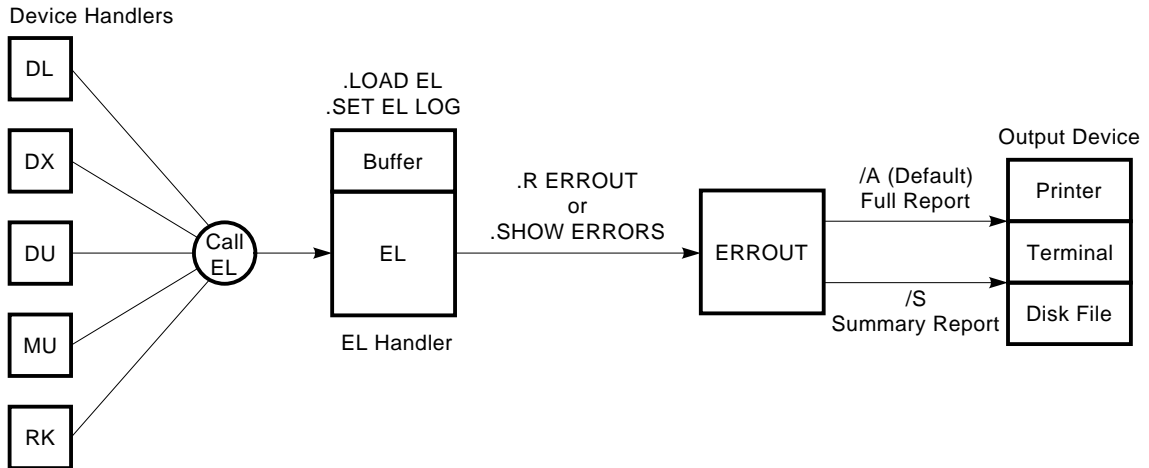 Device Handlers
DL
DX
DU
MU
RK
Call
EL
.LOAD EL
.SET EL LOG
Buffer
EL
EL Handler
.R ERROUT
or
.SHOW ERRORS
ERROUT
/A (Default)
Full Report
/S
Summary Report
Output Device
Printer
Terminal
Disk File